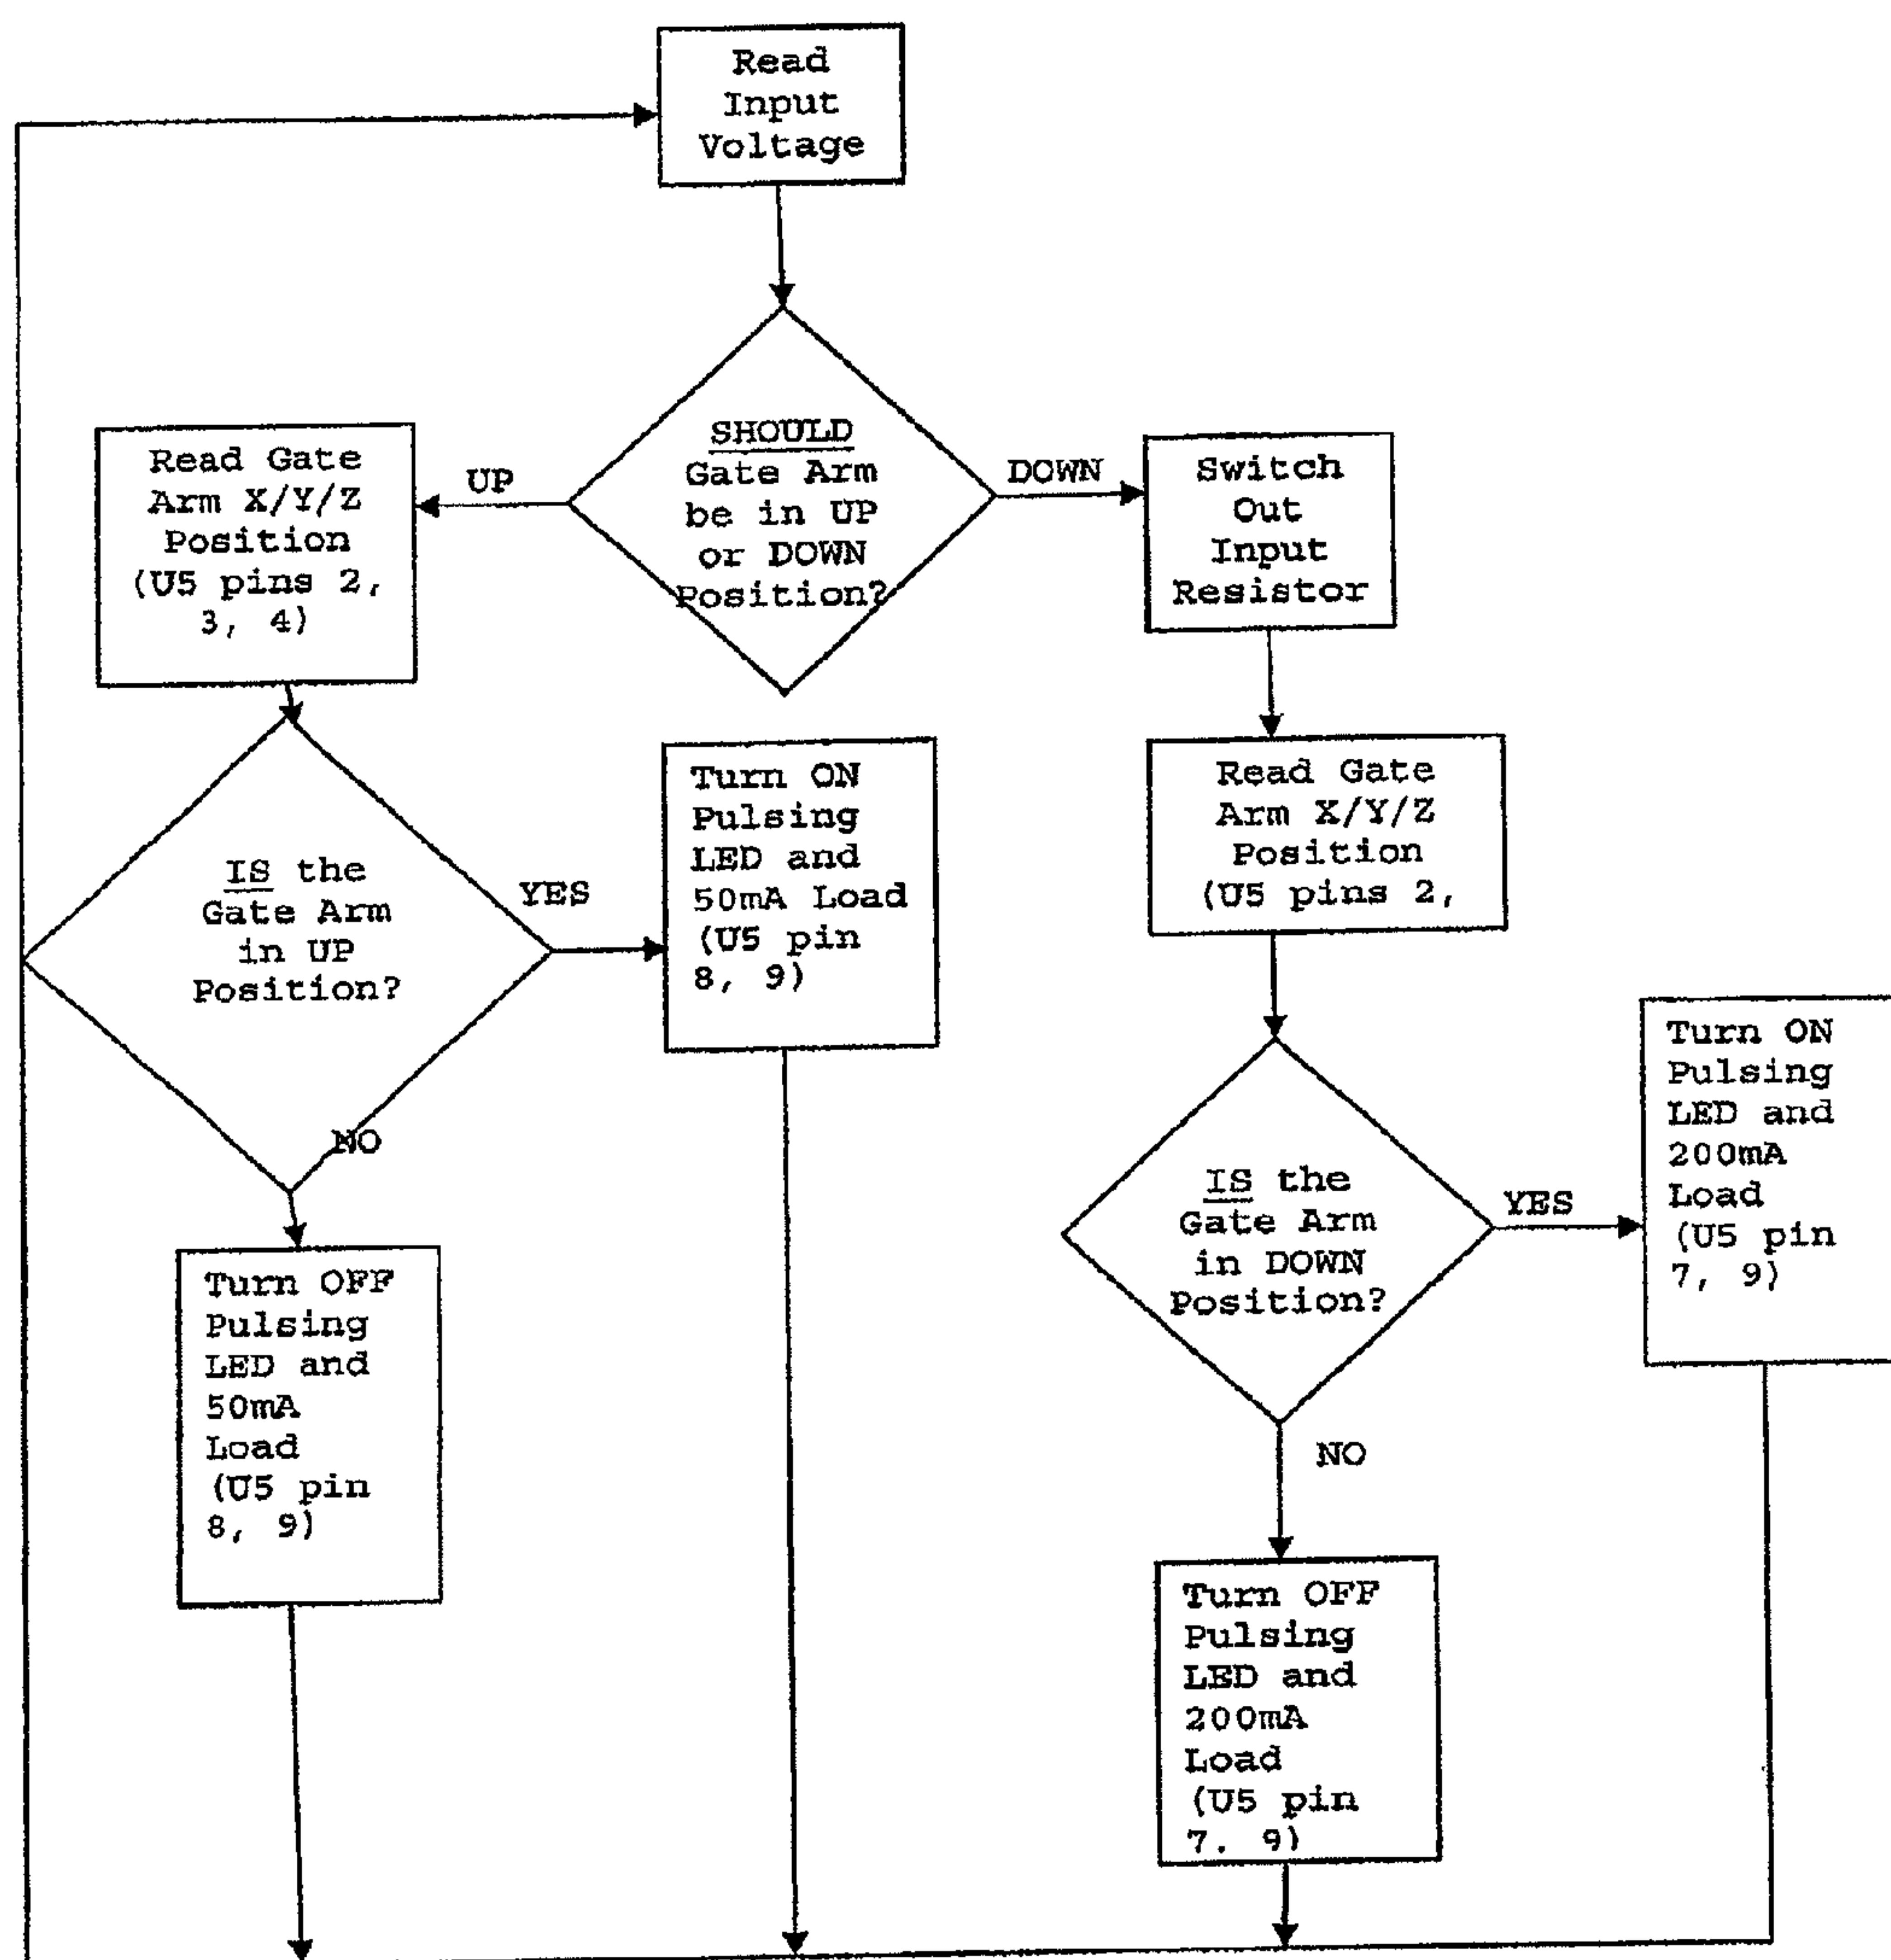 Read
Input
Voltage
SHOULD
Gate Arm
be in UP
or DOWN
Position?
UP
DOWN
Read Gate
Arm X/Y/Z
Position
(U5 pins 2,
3, 4)
Switch
Out
Input
Resistor
IS the
Gate Arm
in UP
Position?
YES
NO
Turn ON
Pulsing
LED and
50mA Load
(U5 pin
8, 9)
Read Gate
Arm X/Y/Z
Position
(U5 pins 2,
Turn OFF
Pulsing
LED and
50mA
Load
(U5 pin
8, 9)
IS the
Gate Arm
in DOWN
Position?
YES
NO
Turn ON
Pulsing
LED and
200mA
Load
(U5 pin
7, 9)
Turn OFF
Pulsing
LED and
200mA
Load
(U5 pin
7, 9)